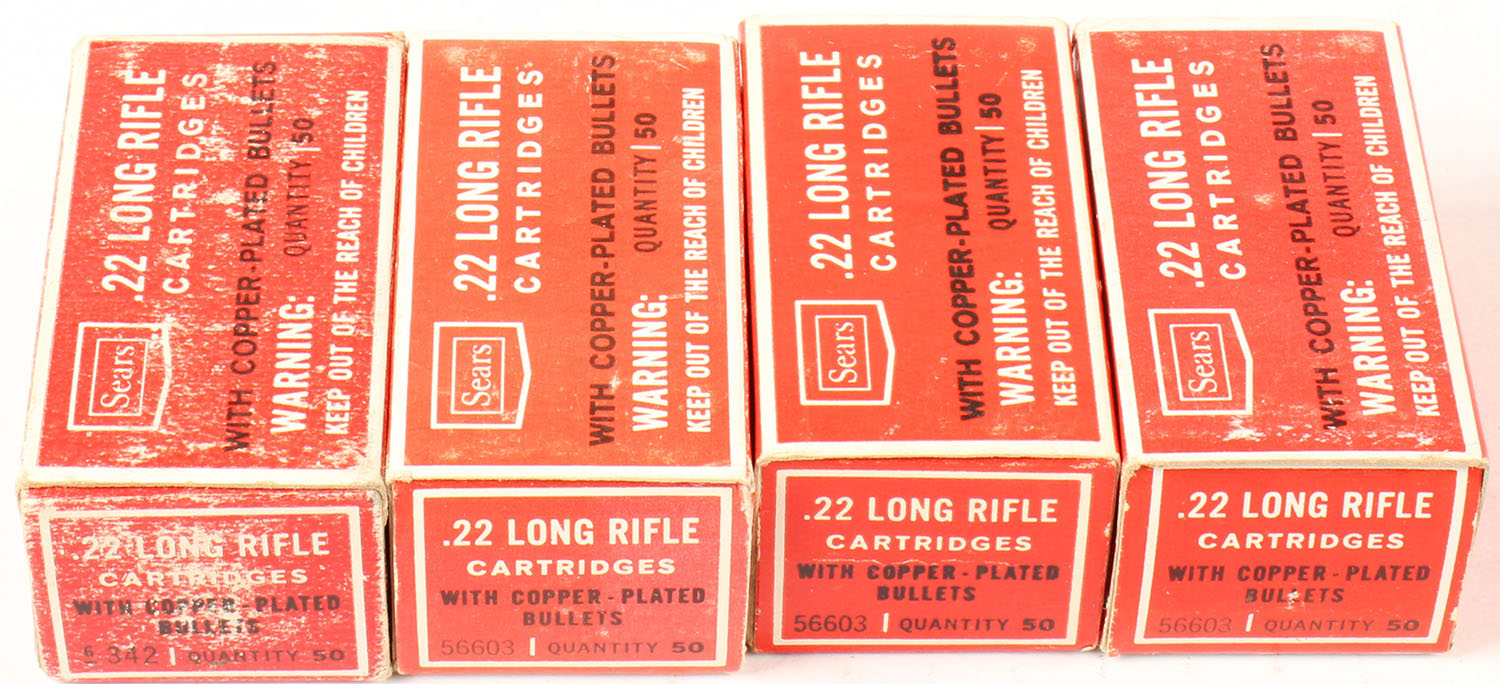 .22 LONG RIFLE
CARTRIDGES
WITH COPPER-PLATED BULLETS
QUANTITY | 50
Sears
WARNING:
KEEP OUT OF THE REACH OF CHILDREN
.22 LONG RIFLE
CARTRIDGES
WITH COPPER-PLATED
BULLETS
6 342 | QUANTITY 50
.22 LONG RIFLE
CARTRIDGES
WITH COPPER-PLATED BULLETS
QUANTITY | 50
Sears
WARNING:
KEEP OUT OF THE REACH OF CHILDREN
.22 LONG RIFLE
CARTRIDGES
WITH COPPER-PLATED
BULLETS
56603 | QUANTITY 50
.22 LONG RIFLE
CARTRIDGES
WITH COPPER-PLATED BULLETS
QUANTITY | 50
Sears
WARNING:
KEEP OUT OF THE REACH OF CHILDREN
.22 LONG RIFLE
CARTRIDGES
WITH COPPER-PLATED
BULLETS
56603 | QUANTITY 50
.22 LONG RIFLE
CARTRIDGES
WITH COPPER-PLATED BULLETS
QUANTITY | 50
Sears
WARNING:
KEEP OUT OF THE REACH OF CHILDREN
.22 LONG RIFLE
CARTRIDGES
WITH COPPER-PLATED
BULLETS
56603 | QUANTITY 50